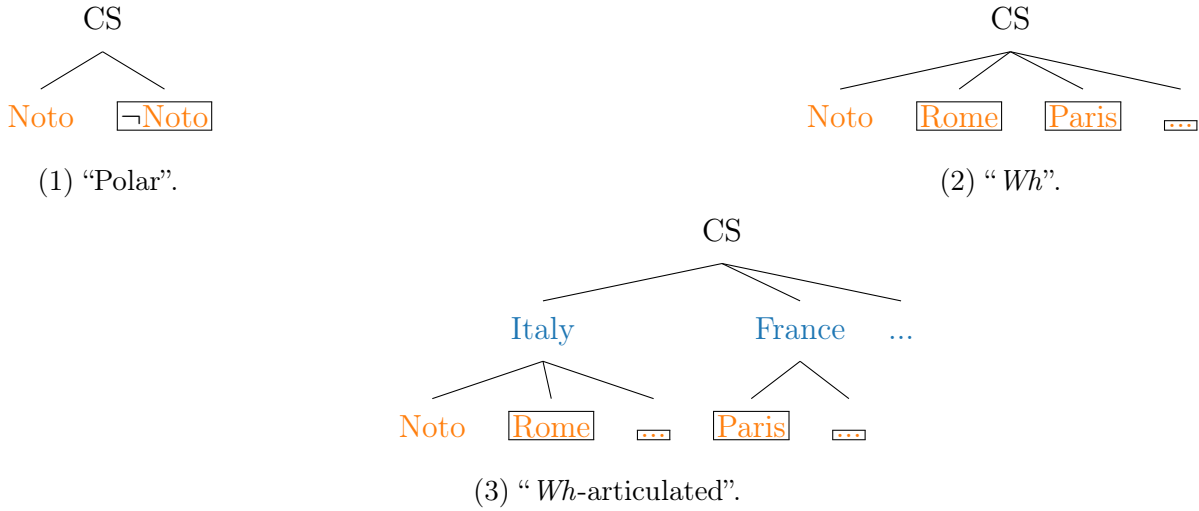 CS CS
Noto ¬Noto Noto Rome Paris ...
(1) “Polar”. (2) “Wh”.
CS
Italy France ...
Noto Rome ... Paris ...
(3) “Wh-articulated”.